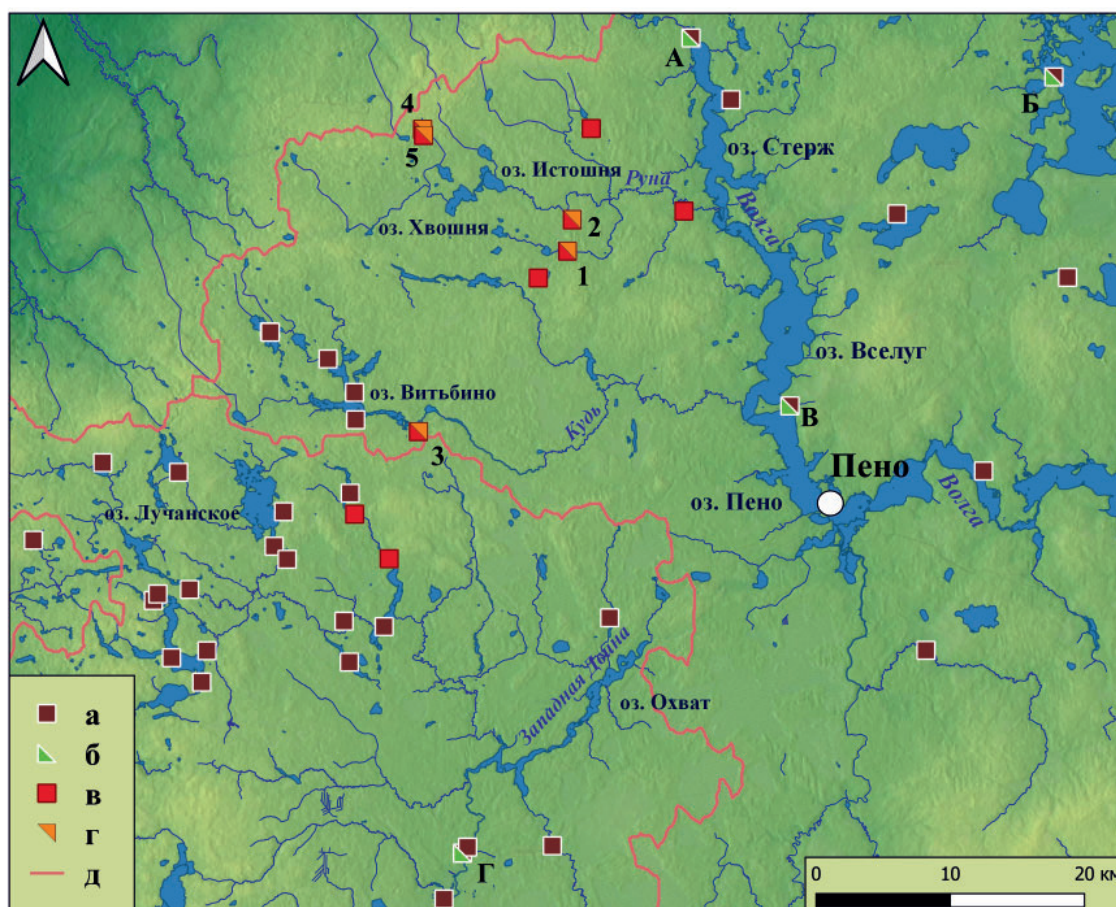 А
Б
4
5
оз. Стерж
оз. Истошня
Руна
Волга
оз. Хвошня
2
1
оз. Вселуг
оз. Витьбино
В
Кудь
3
Пено
оз. Пено
Волга
оз. Лучанское
Западная Двина
оз. Охват
Г
а
б
в
г
д
0 10 20 км